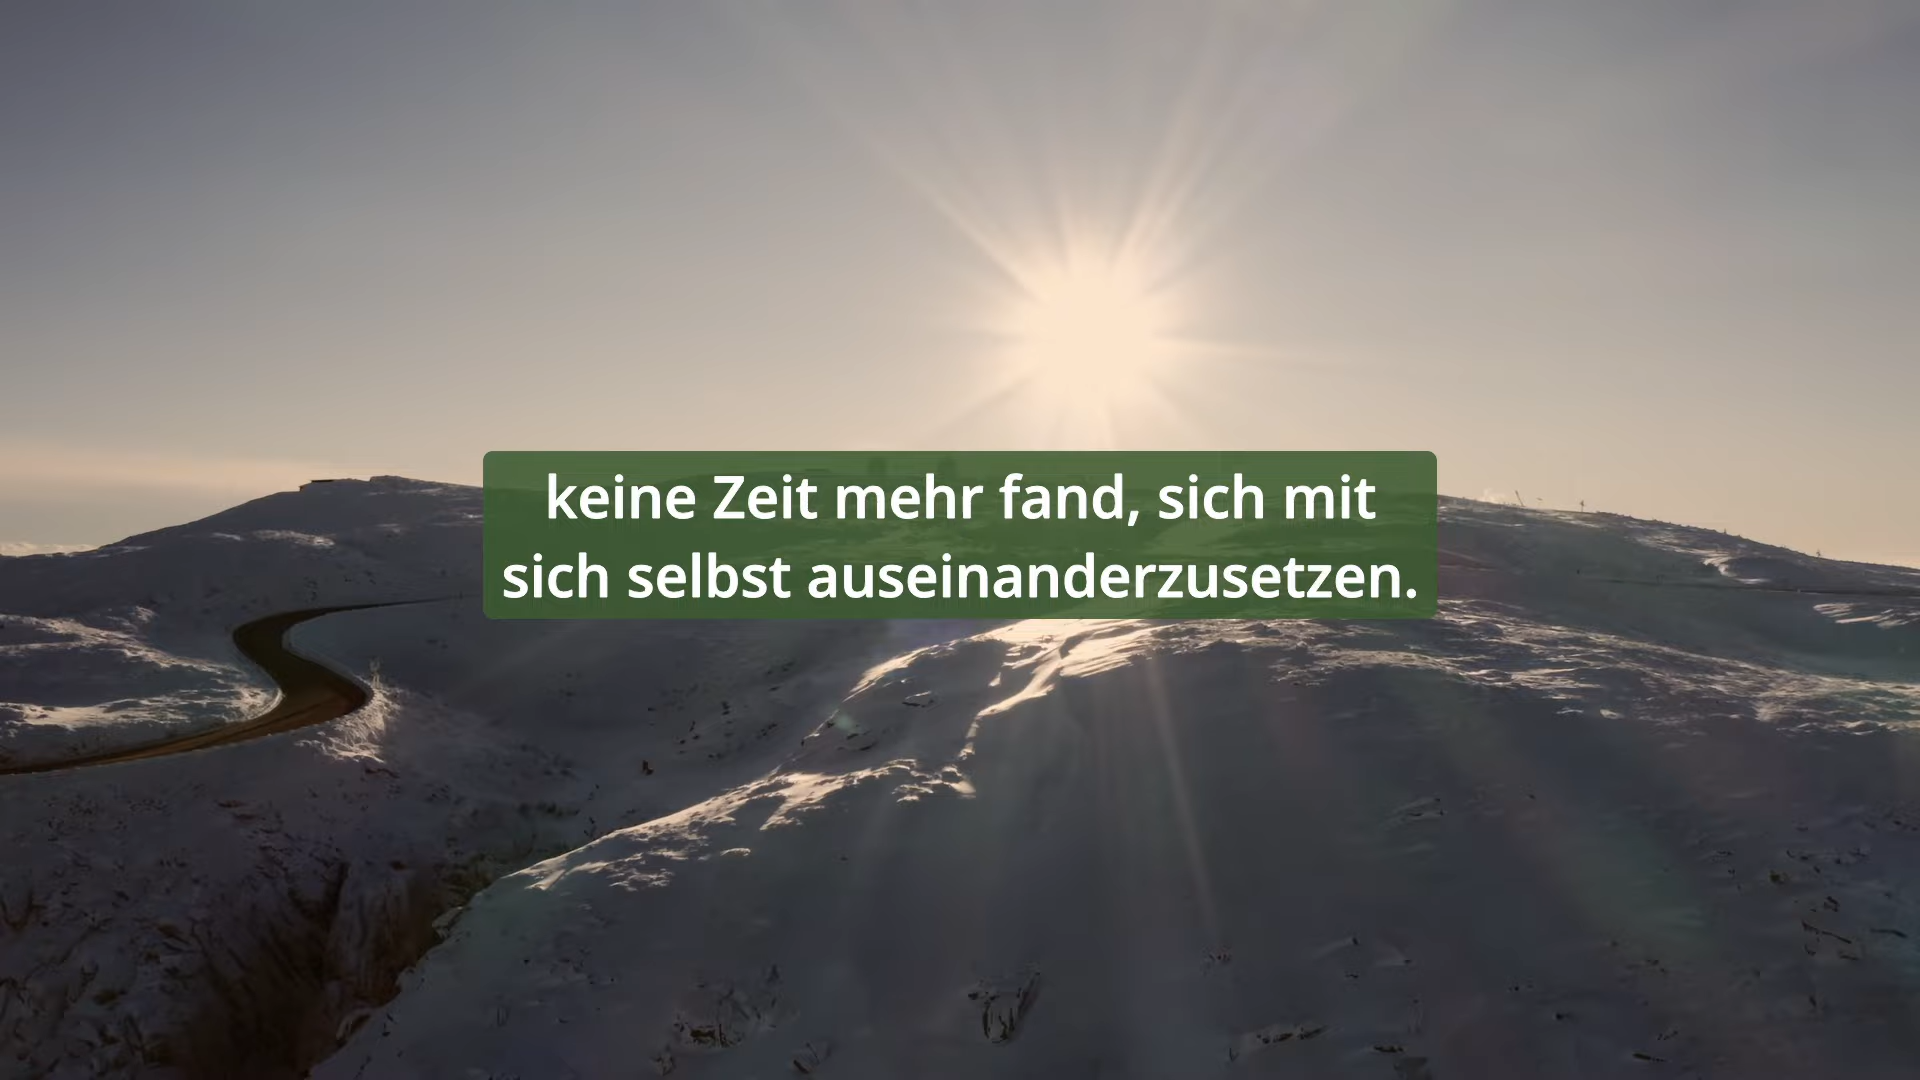 keine Zeit mehr fand, sich mit
sich selbst auseinanderzusetzen.